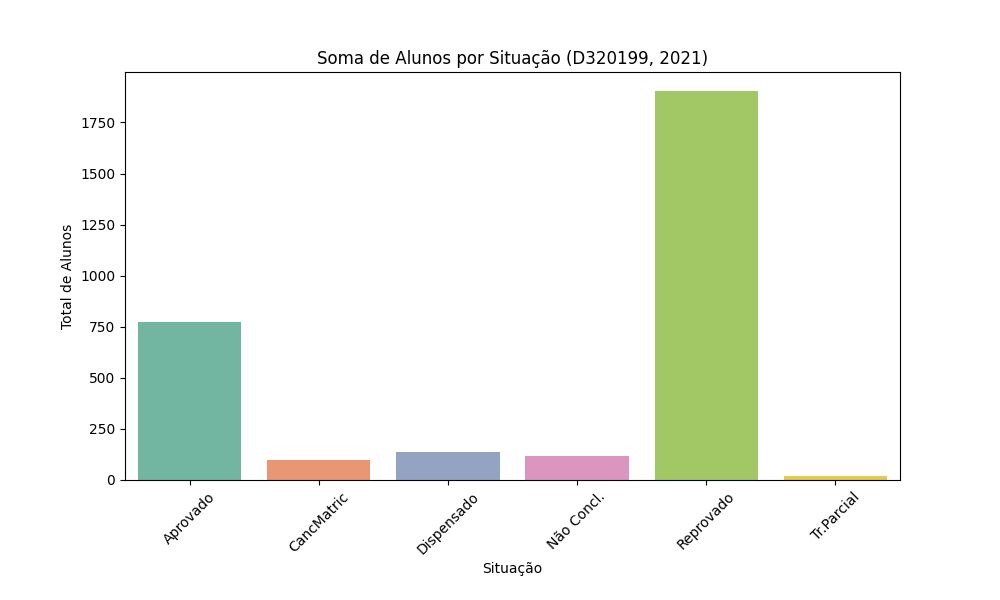 Soma de Alunos por Situação (D320199, 2021)
Total de Alunos
1750
1500
1250
1000
750
500
250
0
Aprovado
CancMatric
Dispensado
Não Concl.
Reprovado
Tr.Parcial
Situação